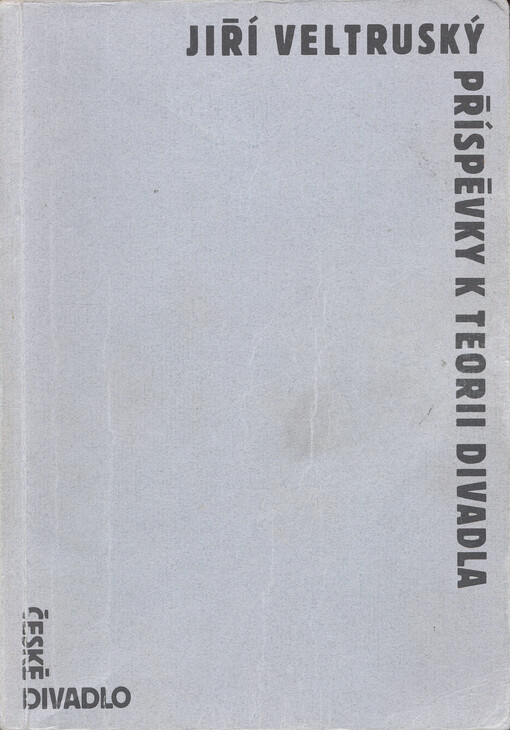 JIŘÍ VELTRUSKÝ
PŘÍSPĚVKY K TEORII DIVADLA
ČESKÉ
DIVADLO